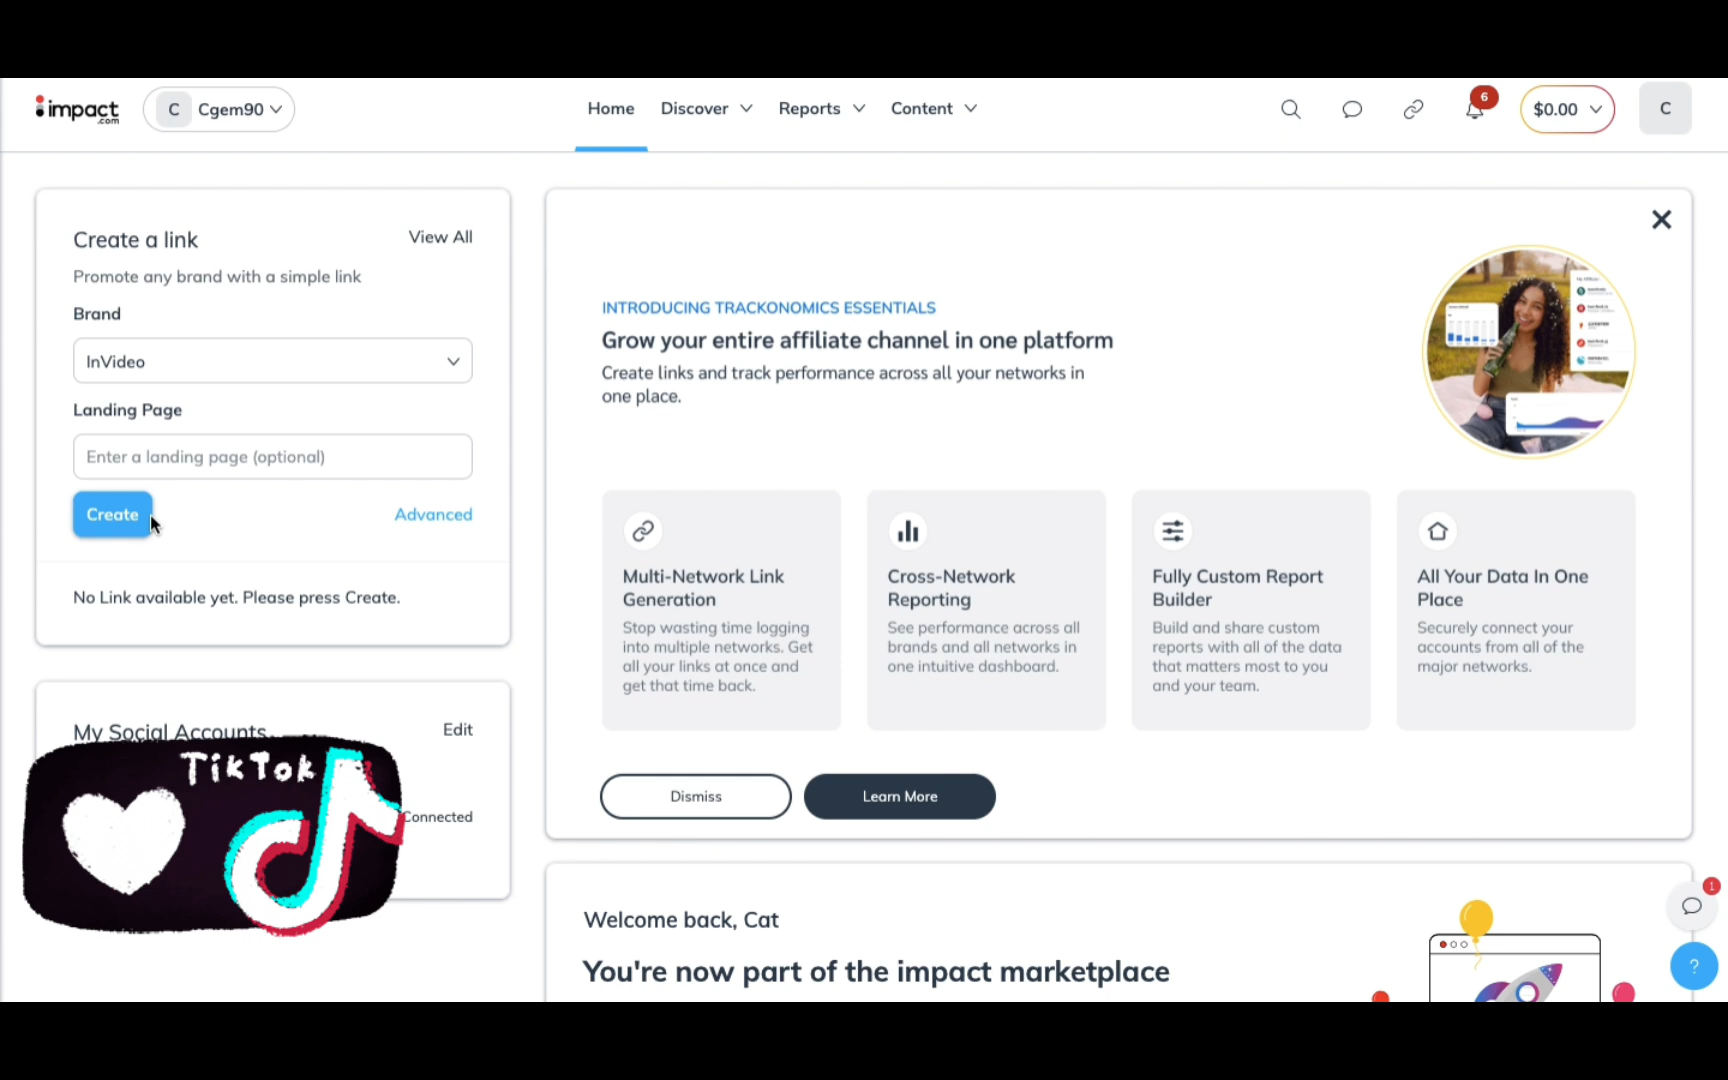 impact
.com
C Cgem90
Home Discover Reports Content
6
$0.00
C
Create a link View All
Promote any brand with a simple link
Brand
InVideo
Landing Page
Enter a landing page (optional)
Create Advanced
No Link available yet. Please press Create.
My Social Accounts Edit
TikTok
Connected
INTRODUCING TRACKONOMICS ESSENTIALS
Grow your entire affiliate channel in one platform
Create links and track performance across all your networks in
one place.
Multi-Network Link
Generation
Stop wasting time logging
into multiple networks. Get
all your links at once and
get that time back.
Cross-Network
Reporting
See performance across all
brands and all networks in
one intuitive dashboard.
Fully Custom Report
Builder
Build and share custom
reports with all of the data
that matters most to you
and your team.
All Your Data In One
Place
Securely connect your
accounts from all of the
major networks.
Dismiss Learn More
Welcome back, Cat
You're now part of the impact marketplace
1
?